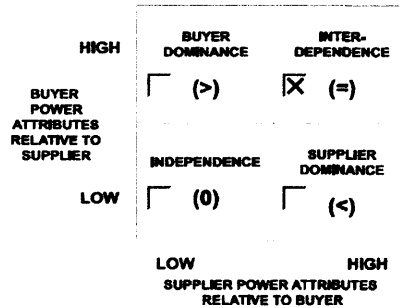 HIGH
BUYER
DOMINANCE
(>)
INTER-
DEPENDENCE
(=)
BUYER
POWER
ATTRIBUTES
RELATIVE TO
SUPPLIER
INDEPENDENCE
(0)
SUPPLIER
DOMINANCE
(<)
LOW
LOW
HIGH
SUPPLIER POWER ATTRIBUTES
RELATIVE TO BUYER